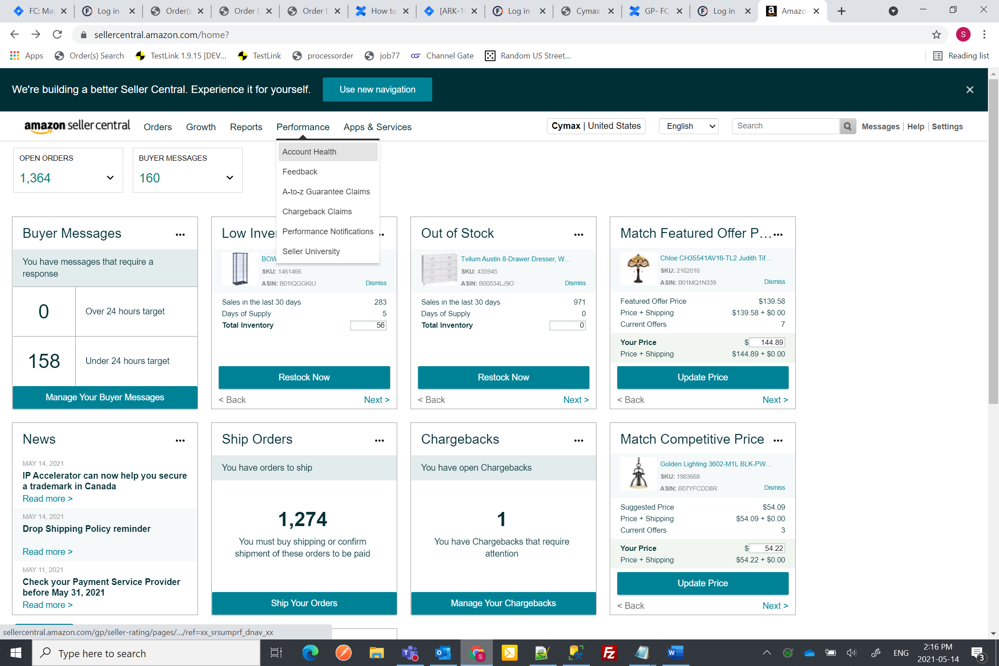 FC: May
Log in -
Order(s
Order D
Order D
How to
[ARK-18
Log in -
Cymax
GP- FC
Log in -
Amazon
sellercentral.amazon.com/home?
S
Apps
Order(s) Search
TestLink 1.9.15 [DEV...
TestLink
processorder
job77
CG Channel Gate
Random US Street...
Reading list
We're building a better Seller Central. Experience it for yourself.
Use new navigation
amazon seller central
Orders
Growth
Reports
Performance
Apps & Services
Cymax | United States
English
Search
Messages | Help | Settings
Account Health
Feedback
A-to-z Guarantee Claims
Chargeback Claims
Performance Notifications
Seller University
OPEN ORDERS
1,364
BUYER MESSAGES
160
Buyer Messages
You have messages that require a
response
0
Over 24 hours target
158
Under 24 hours target
Manage Your Buyer Messages
Low Inve
BOW
SKU: 1461466
ASIN: B01IQGGKIU
Dismiss
Sales in the last 30 days 283
Days of Supply 5
Total Inventory 56
Restock Now
< Back
Next >
Out of Stock
Tvilum Austin 8-Drawer Dresser, W...
SKU: 435945
ASIN: B00534LJ9O
Dismiss
Sales in the last 30 days 971
Days of Supply 0
Total Inventory 0
Restock Now
< Back
Next >
Match Featured Offer P...
Chloe CH35541AV16-TL2 Judith Tif...
SKU: 2162016
ASIN: B01MQ1N339
Dismiss
Featured Offer Price $139.58
Price + Shipping $139.58 + $0.00
Current Offers 7
Your Price $ 144.89
Price + Shipping $144.89 + $0.00
Update Price
< Back
Next >
News
MAY 14, 2021
IP Accelerator can now help you secure
a trademark in Canada
Read more >
MAY 14, 2021
Drop Shipping Policy reminder
Read more >
MAY 11, 2021
Check your Payment Service Provider
before May 31, 2021
Read more >
Ship Orders
You have orders to ship
1,274
You must buy shipping or confirm
shipment of these orders to be paid
Ship Your Orders
Chargebacks
You have open Chargebacks
1
You have Chargebacks that require
attention
Manage Your Chargebacks
Match Competitive Price
Golden Lighting 3602-M1L BLK-PW...
SKU: 1983668
ASIN: B07YFCDD8R
Dismiss
Suggested Price $54.09
Price + Shipping $54.09 + $0.00
Current Offers 3
Your Price $ 54.22
Price + Shipping $54.22 + $0.00
Update Price
< Back
Next >
sellercentral.amazon.com/gp/seller-rating/pages/.../ref=xx_srsumprf_dnav_xx
Type here to search
ENG
2:16 PM
2021-05-14
3